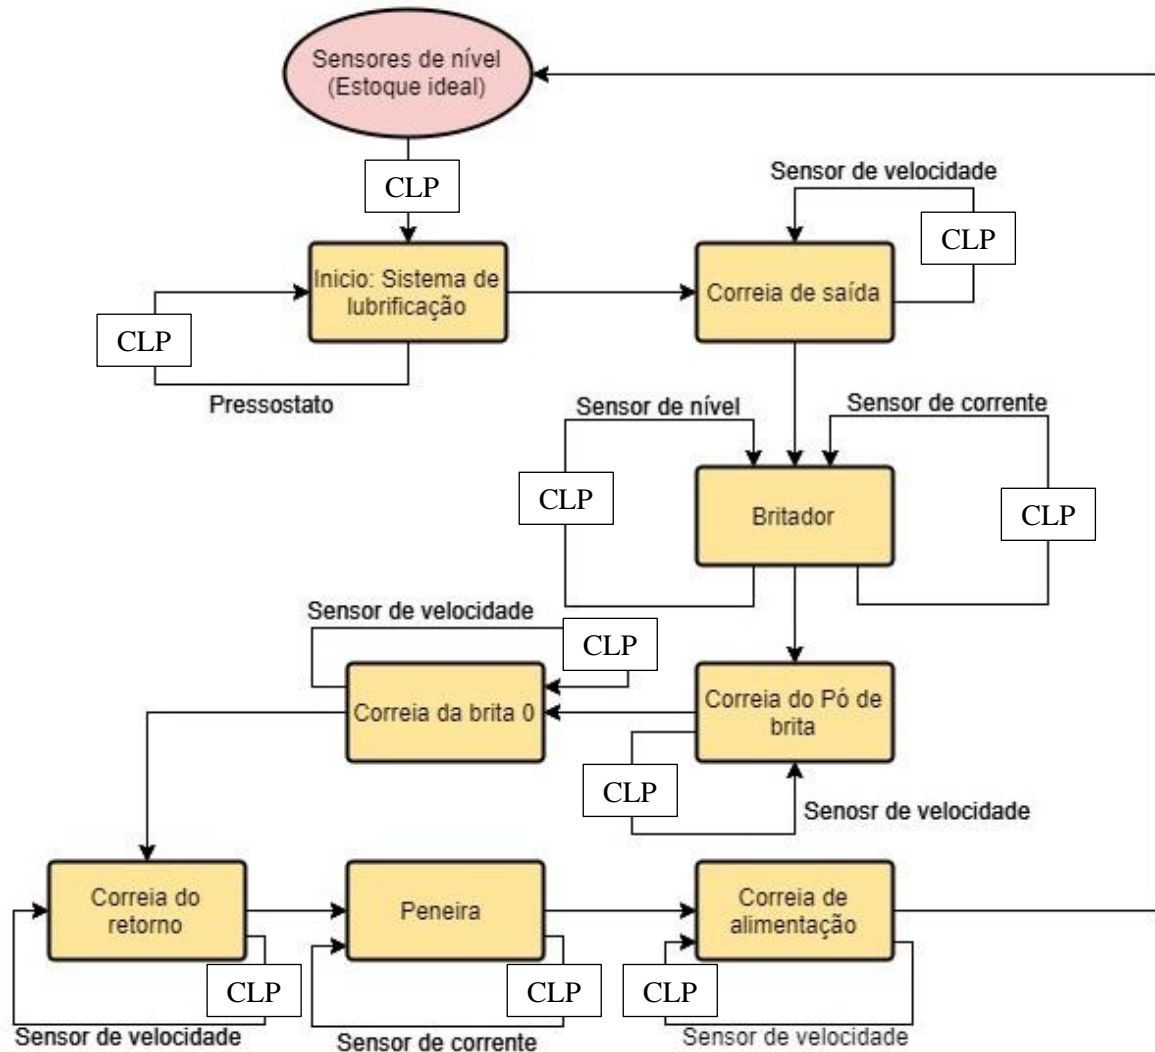 Sensores de nível
(Estoque ideal)
CLP
Sensor de velocidade
CLP
Inicio: Sistema de
lubrificação
Correia de saída
CLP
Pressostato
Sensor de nível
Sensor de corrente
CLP
Britador
CLP
Sensor de velocidade
CLP
Correia da brita 0
Correia do Pó de
brita
CLP
Senosr de velocidade
Correia do
retorno
Peneira
Correia de
alimentação
CLP
CLP
CLP
Sensor de velocidade
Sensor de corrente
Sensor de velocidade